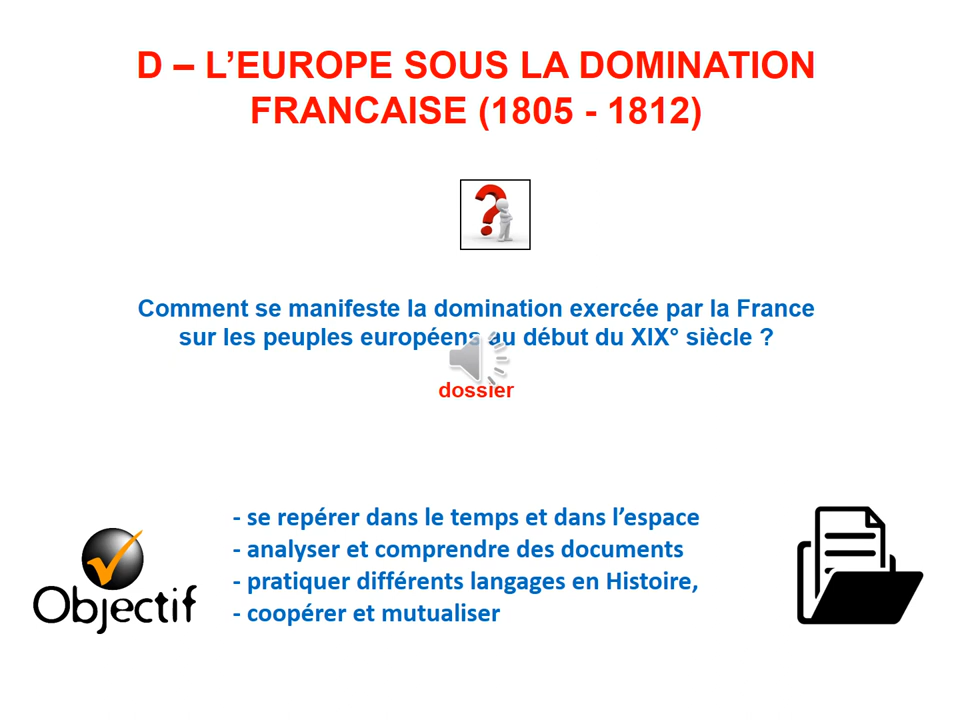 D – L’EUROPE SOUS LA DOMINATION
FRANCAISE (1805 - 1812)
Comment se manifeste la domination exercée par la France
sur les peuples européens au début du XIX° siècle ?
dossier
- se repérer dans le temps et dans l’espace
- analyser et comprendre des documents
- pratiquer différents langages en Histoire,
- coopérer et mutualiser
Objectif